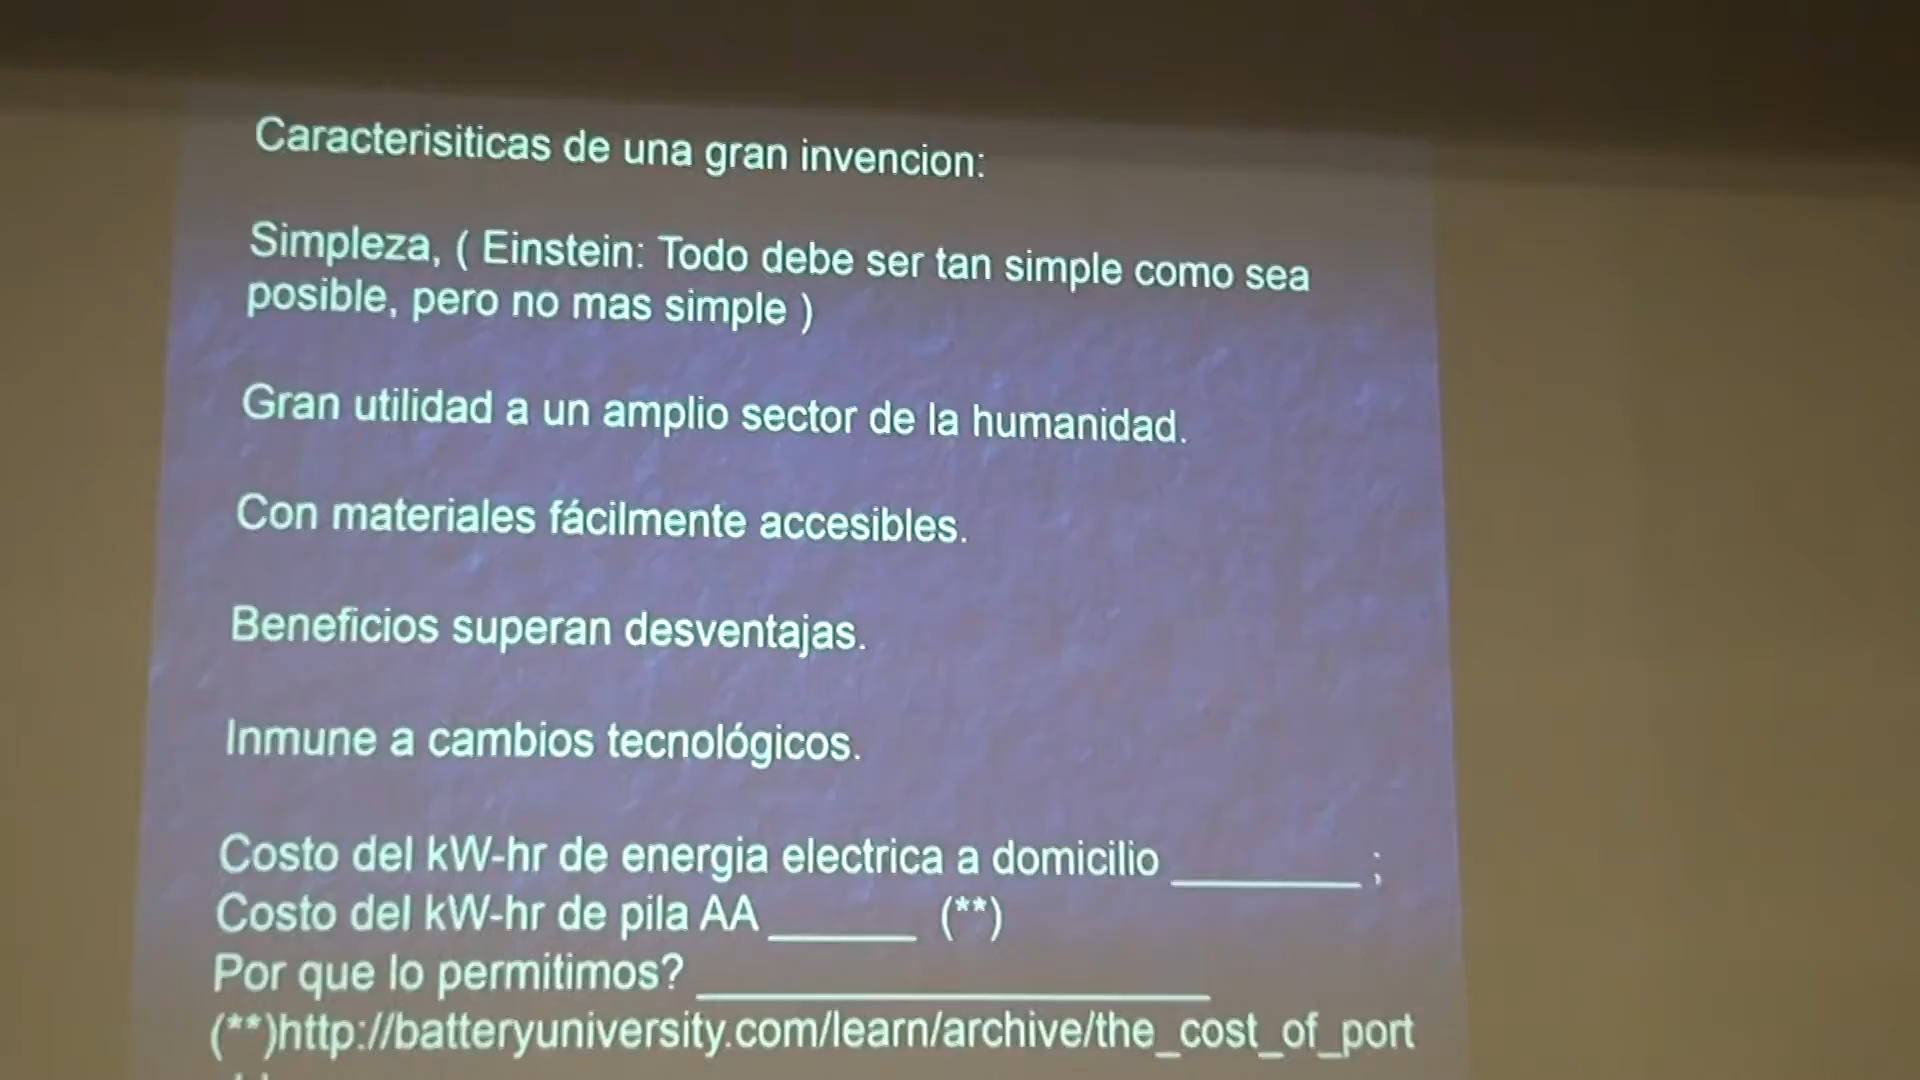 Caracterisiticas de una gran invencion:
Simpleza, ( Einstein: Todo debe ser tan simple como sea
posible, pero no mas simple )
Gran utilidad a un amplio sector de la humanidad.
Con materiales fácilmente accesibles.
Beneficios superan desventajas.
Inmune a cambios tecnológicos.
Costo del kW-hr de energia electrica a domicilio ________ ;
Costo del kW-hr de pila AA ______ (**)
Por que lo permitimos? ______________________
(**)http://batteryuniversity.com/learn/archive/the_cost_of_port